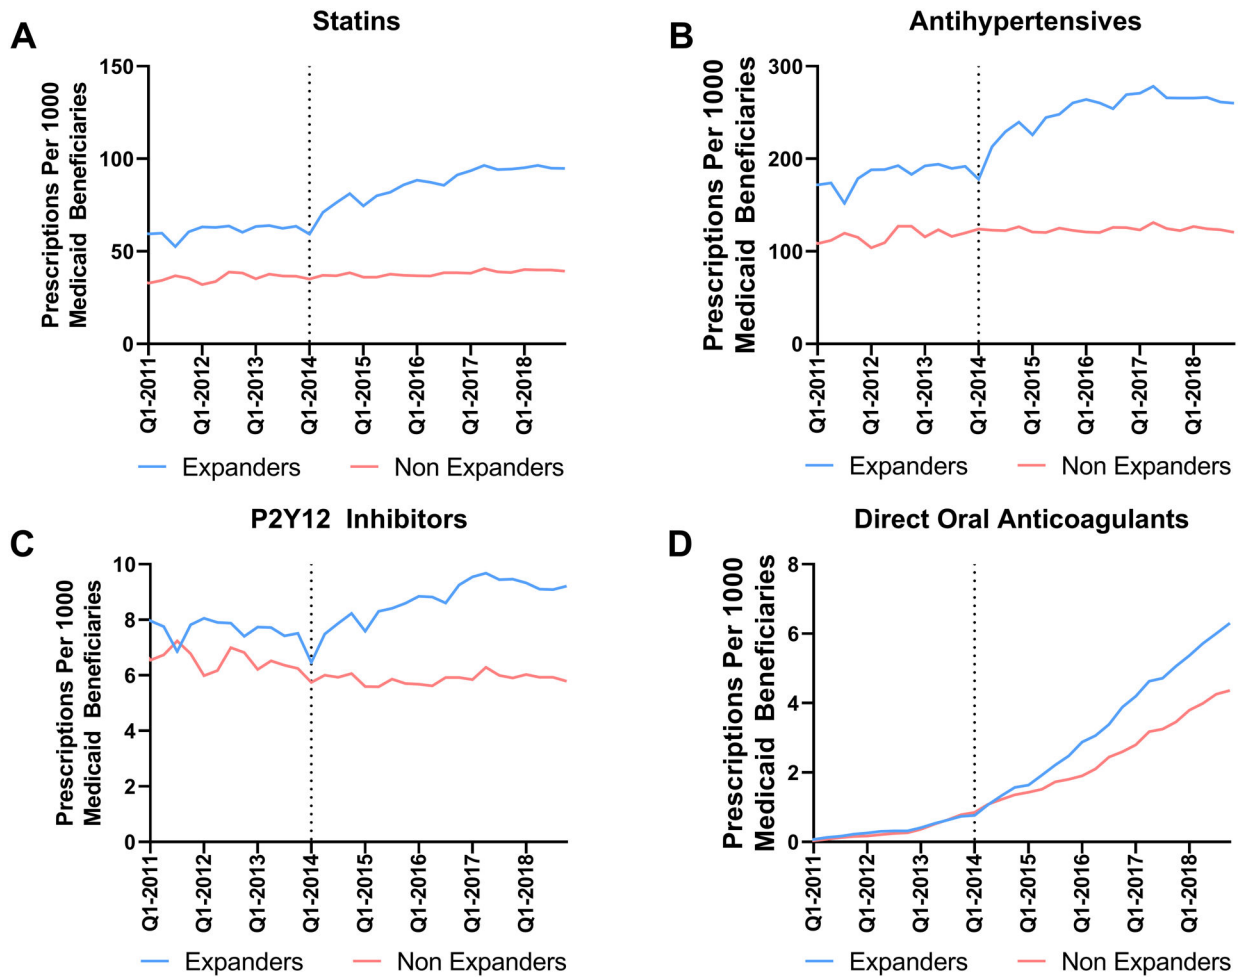 A
Statins
Prescriptions Per 1000
Medicaid Beneficiaries
150
100
50
0
Q1-2011
Q1-2012
Q1-2013
Q1-2014
Q1-2015
Q1-2016
Q1-2017
Q1-2018
Expanders
Non Expanders
B
Antihypertensives
Prescriptions Per 1000
Medicaid Beneficiaries
300
200
100
0
Q1-2011
Q1-2012
Q1-2013
Q1-2014
Q1-2015
Q1-2016
Q1-2017
Q1-2018
Expanders
Non Expanders
C
P2Y12 Inhibitors
Prescriptions Per 1000
Medicaid Beneficiaries
10
8
6
4
2
0
Q1-2011
Q1-2012
Q1-2013
Q1-2014
Q1-2015
Q1-2016
Q1-2017
Q1-2018
Expanders
Non Expanders
D
Direct Oral Anticoagulants
Prescriptions Per 1000
Medicaid Beneficiaries
8
6
4
2
0
Q1-2011
Q1-2012
Q1-2013
Q1-2014
Q1-2015
Q1-2016
Q1-2017
Q1-2018
Expanders
Non Expanders